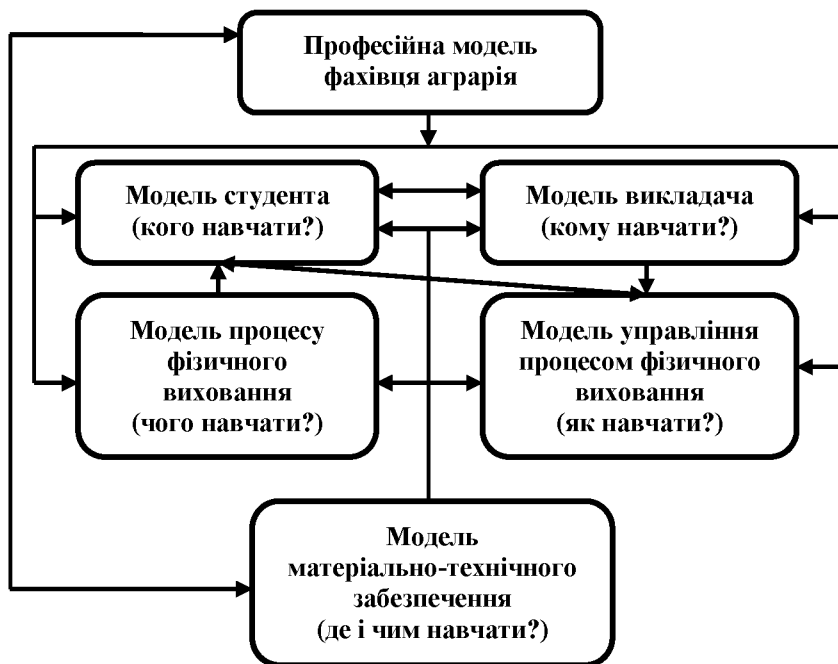 Професійна модель
фахівця аграрія
Модель студента
(кого навчати?)
Модель викладача
(кому навчати?)
Модель процесу
фізичного
виховання
(чого навчати?)
Модель управління
процесом фізичного
виховання
(як навчати?)
Модель
матеріально-технічного
забезпечення
(де і чим навчати?)